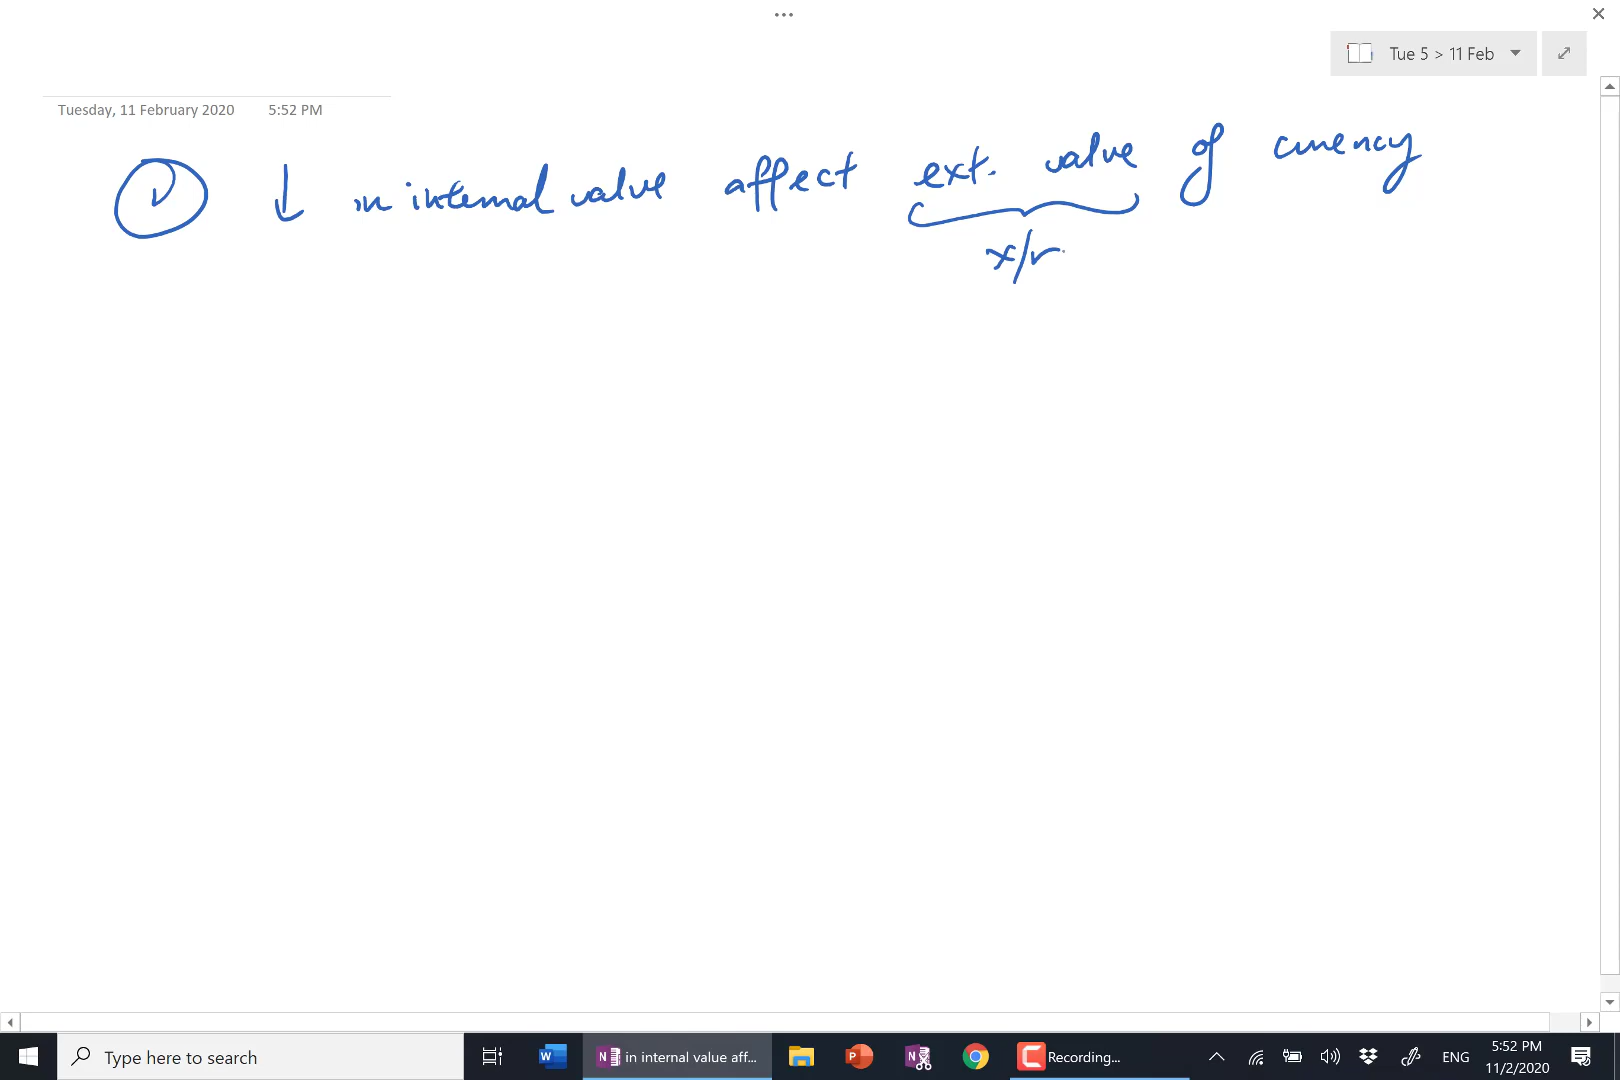 Tue 5 > 11 Feb
Tuesday, 11 February 2020 5:52 PM
↓ in internal value affect ext. value of currency
x/r
Type here to search
in internal value aff...
Recording...
ENG
5:52 PM
11/2/2020